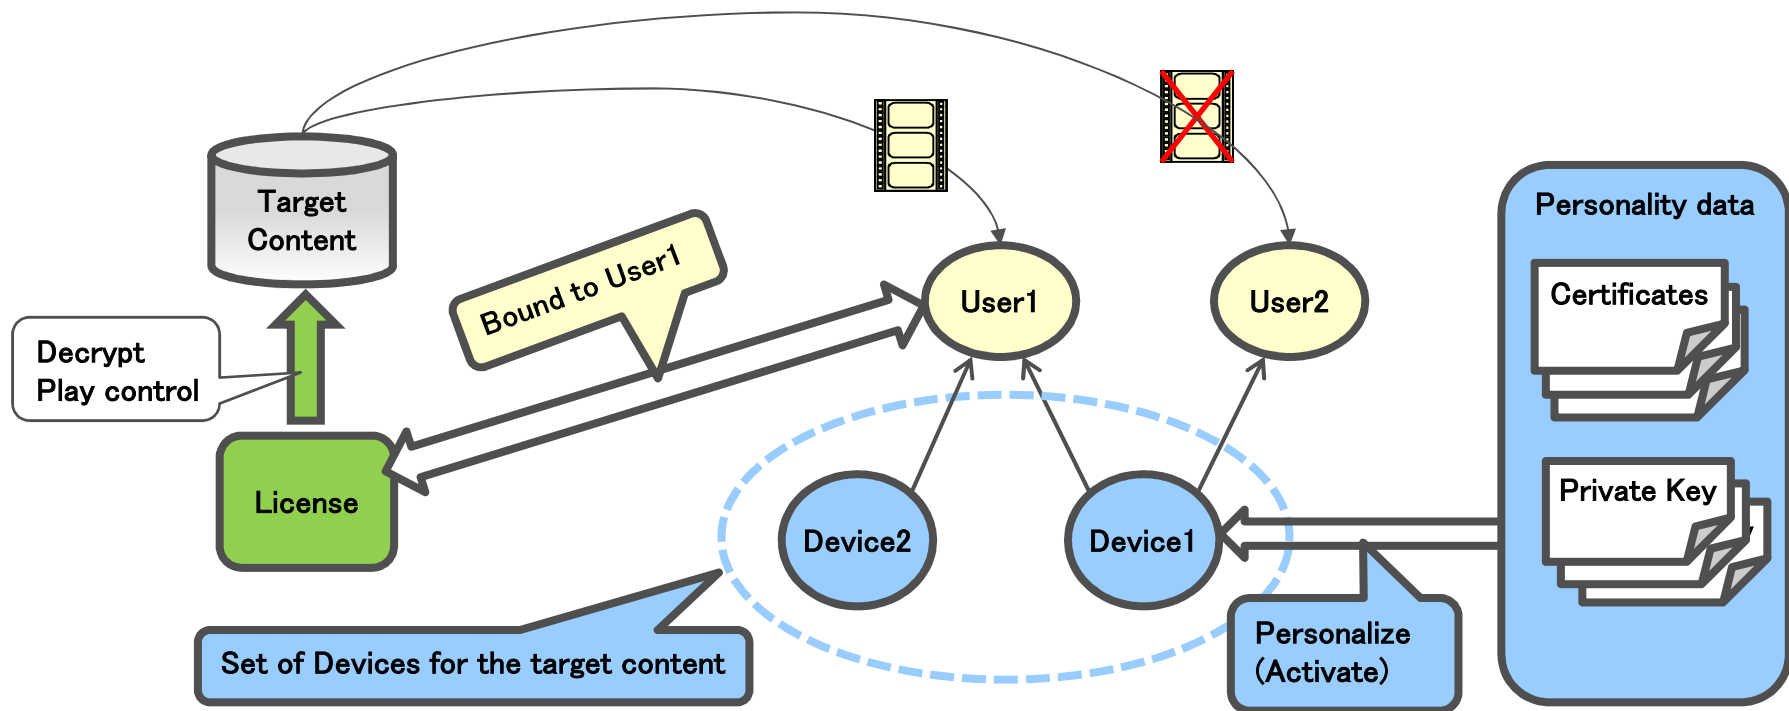 Target
Content
Bound to User1
User1
User2
Personality data
Certificates
Private Key
Decrypt
Play control
License
Device2
Device1
Set of Devices for the target content
Personalize
(Activate)